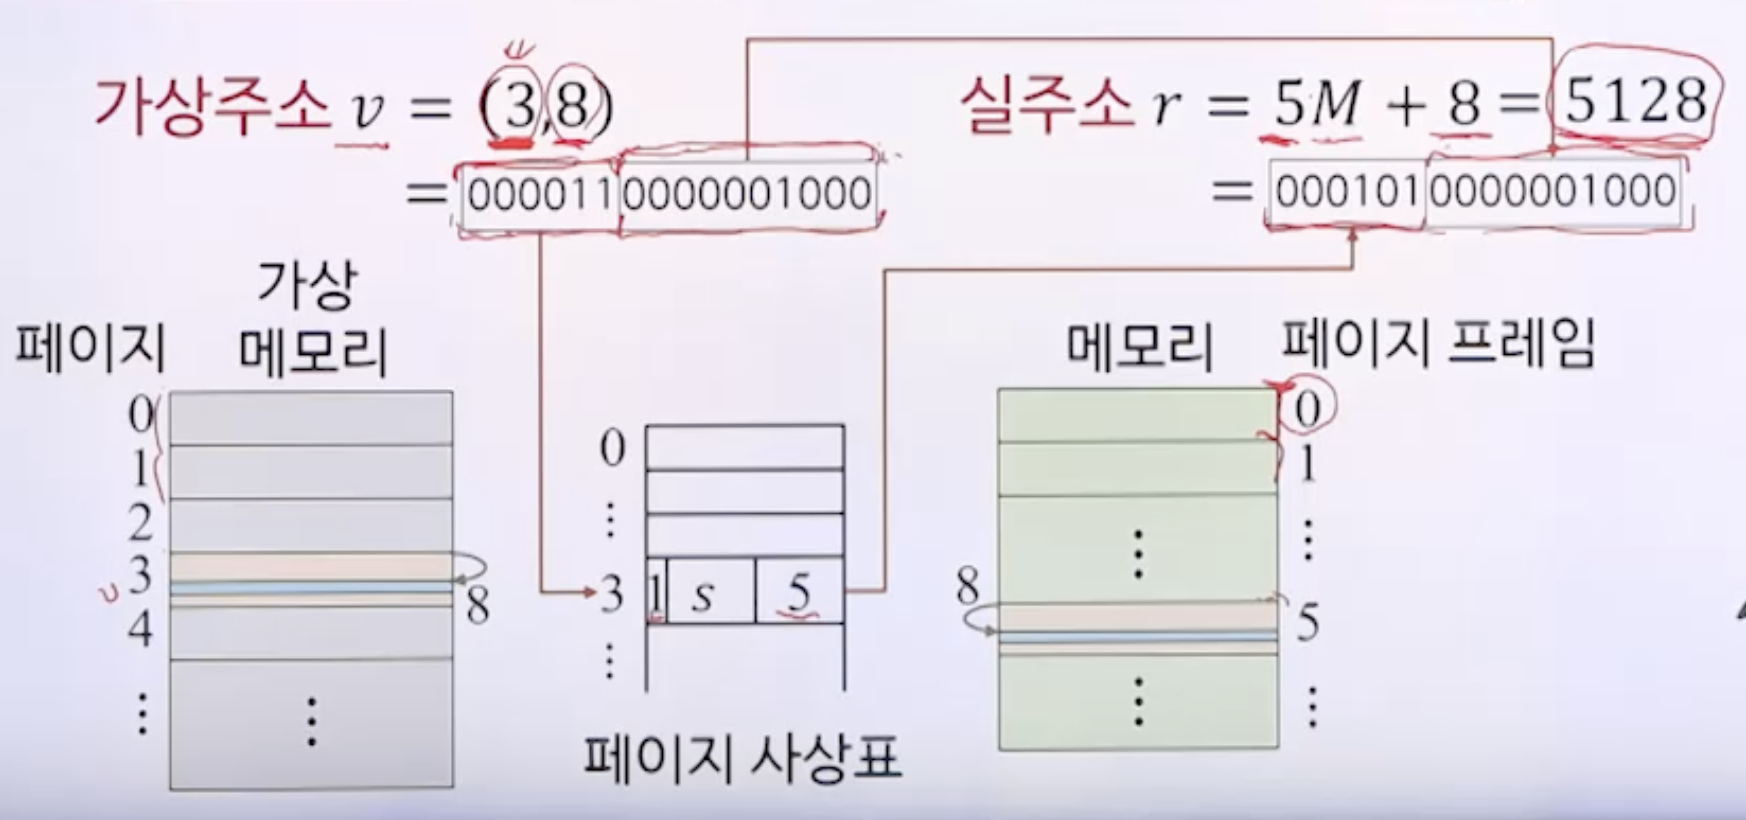 가상주소 v = (3,8)
= 000011 0000001000
실주소 r = 5M + 8 = 5128
= 000101 0000001000
페이지
가상
메모리
0
1
2
3
4
⋮
⋮
8
0
⋮
3 1 s 5
⋮
페이지 사상표
메모리
페이지 프레임
0
1
⋮
⋮
8
5
⋮
⋮